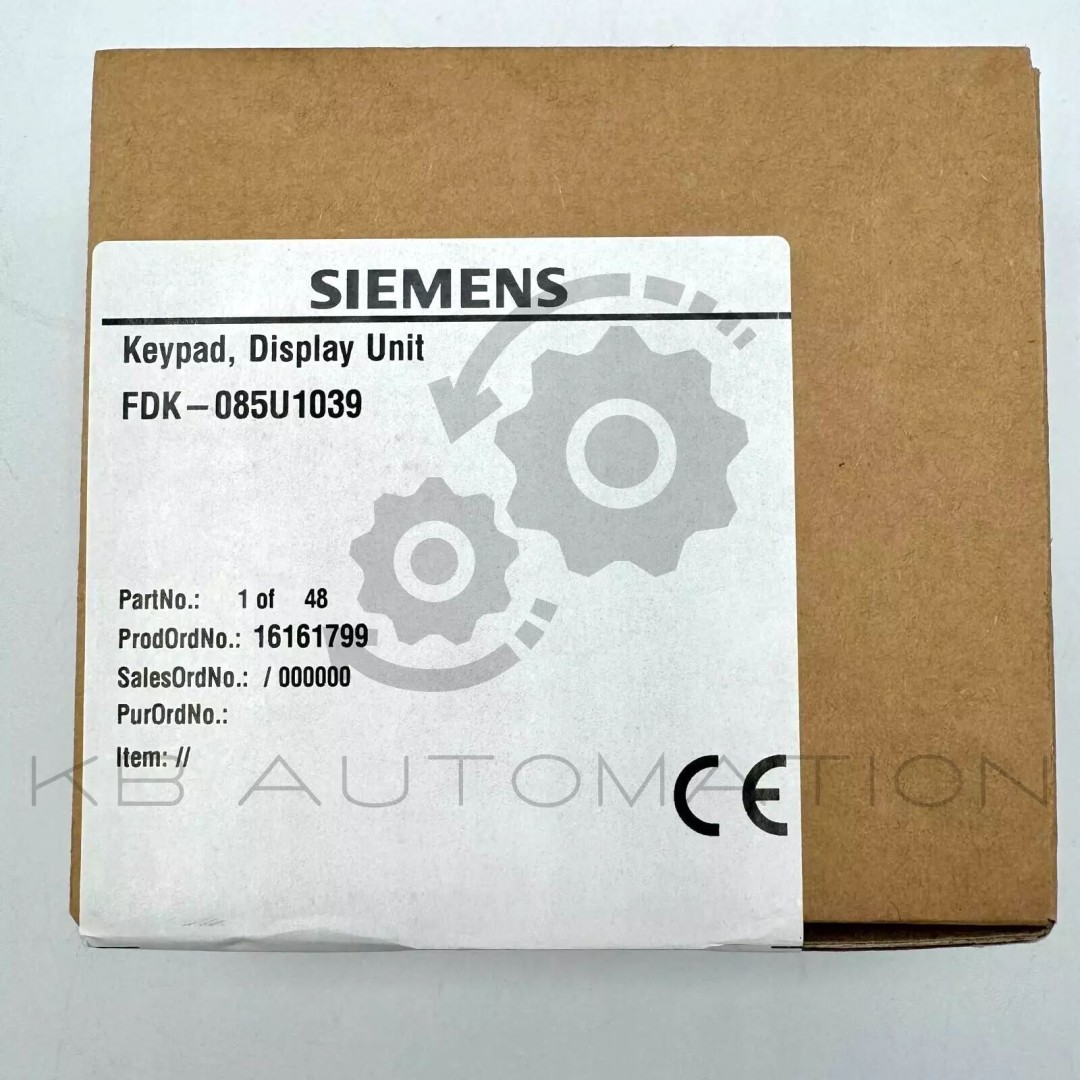 SIEMENS
Keypad, Display Unit
FDK-085U1039
PartNo.: 1 of 48
ProdOrdNo.: 16161799
SalesOrdNo.: / 000000
PurOrdNo.:
Item: //
KB AUTOMATION
CE